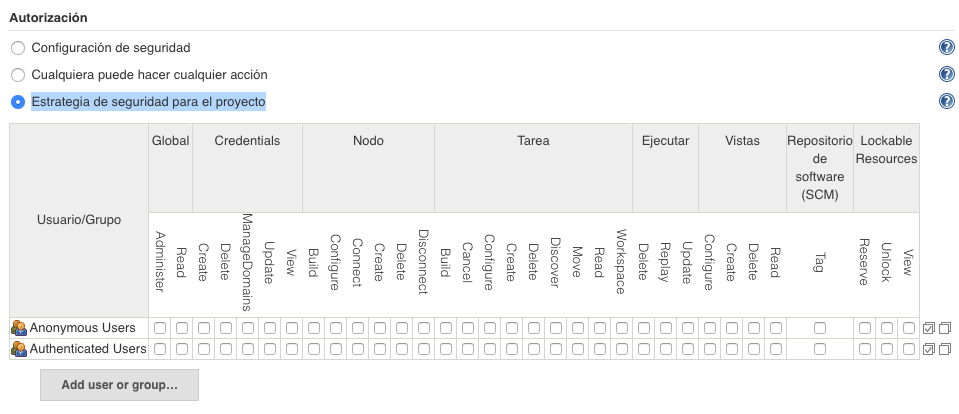 Autorización
Configuración de seguridad
Cualquiera puede hacer cualquier acción
Estrategia de seguridad para el proyecto
Usuario/Grupo
Global
Credentials
Nodo
Tarea
Ejecutar
Vistas
Repositorio
de
software
(SCM)
Lockable
Resources
Administer
Read
Create
Delete
ManageDomains
Update
View
Build
Configure
Connect
Create
Delete
Disconnect
Build
Cancel
Configure
Create
Delete
Discover
Move
Read
Workspace
Delete
Replay
Update
Configure
Create
Delete
Read
Tag
Reserve
Unlock
View
Anonymous Users
Authenticated Users
Add user or group...